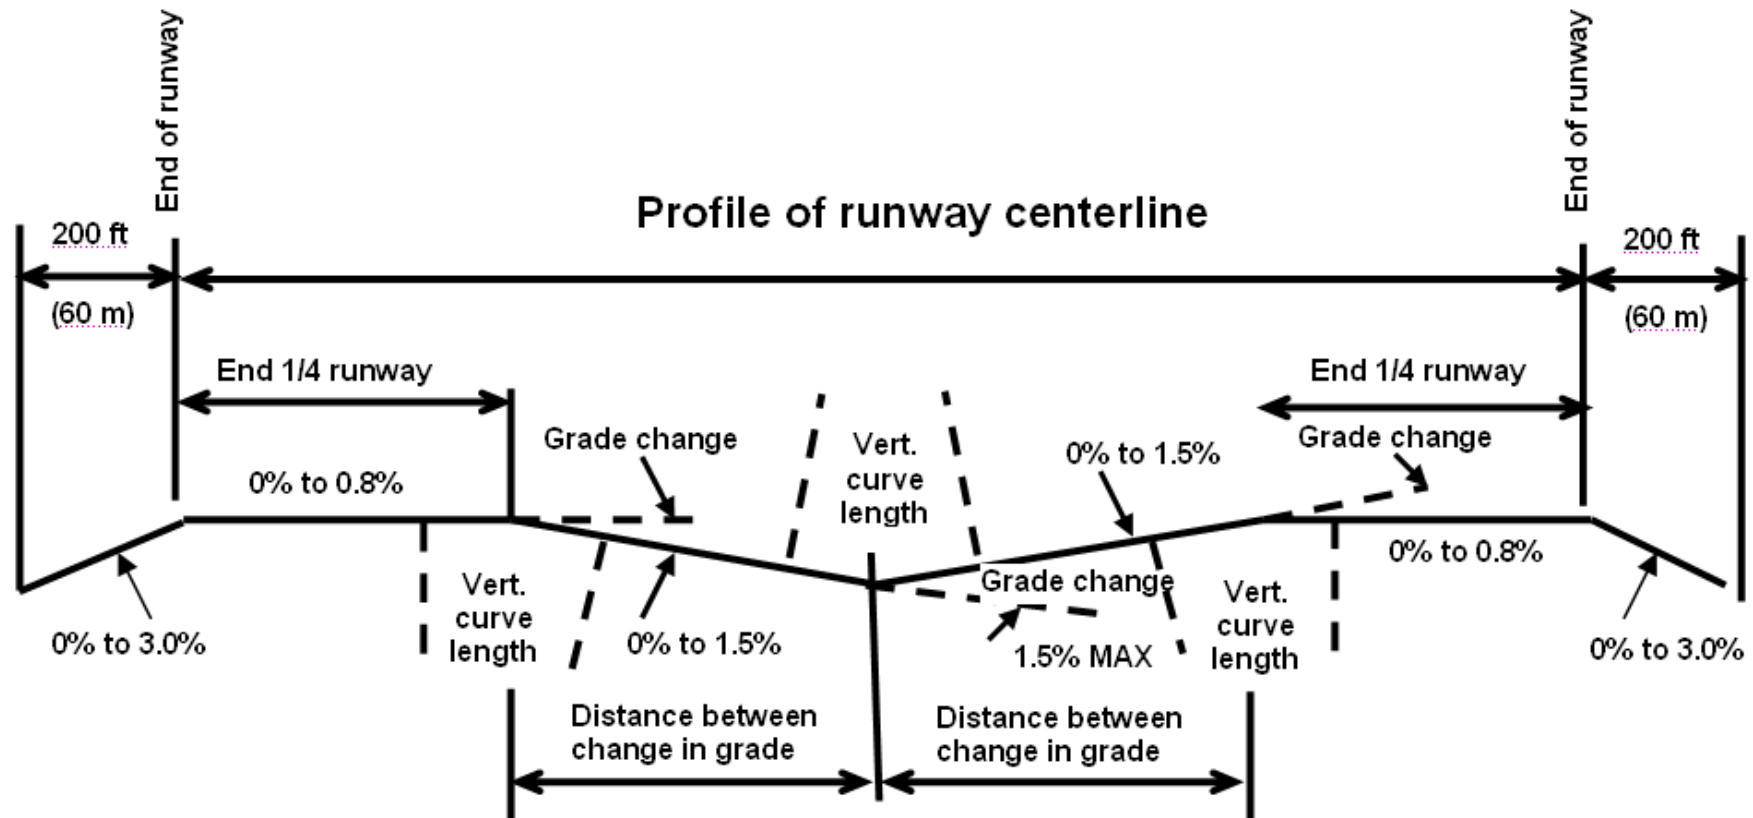 End of runway
End of runway
Profile of runway centerline
200 ft
(60 m)
200 ft
(60 m)
End 1/4 runway
End 1/4 runway
Grade change
Vert.
curve
length
0% to 1.5%
Grade change
0% to 0.8%
0% to 0.8%
0% to 3.0%
Vert.
curve
length
0% to 1.5%
Grade change
1.5% MAX
Vert.
curve
length
0% to 3.0%
Distance between
change in grade
Distance between
change in grade